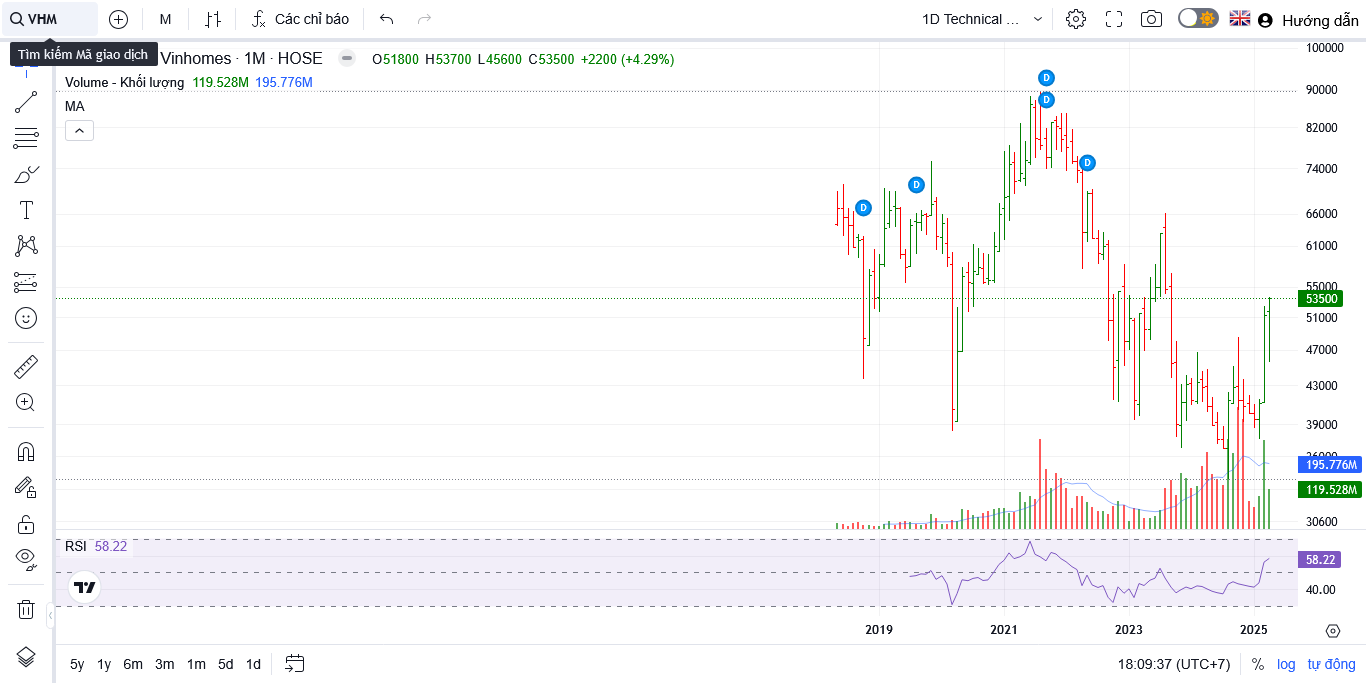 VHM
M
Các chỉ báo
1D Technical ...
Hướng dẫn
Tìm kiếm Mã giao dịch
Vinhomes · 1M · HOSE
O51800 H53700 L45600 C53500 +2200 (+4.29%)
Volume - Khối lượng 119.528M 195.776M
MA
D
D
D
D
D
100000
90000
82000
74000
66000
61000
55000
53500
51000
47000
43000
39000
36000
195.776M
119.528M
30600
RSI 58.22
58.22
40.00
2019 2021 2023 2025
5y 1y 6m 3m 1m 5d 1d
18:09:37 (UTC+7) % log tự động